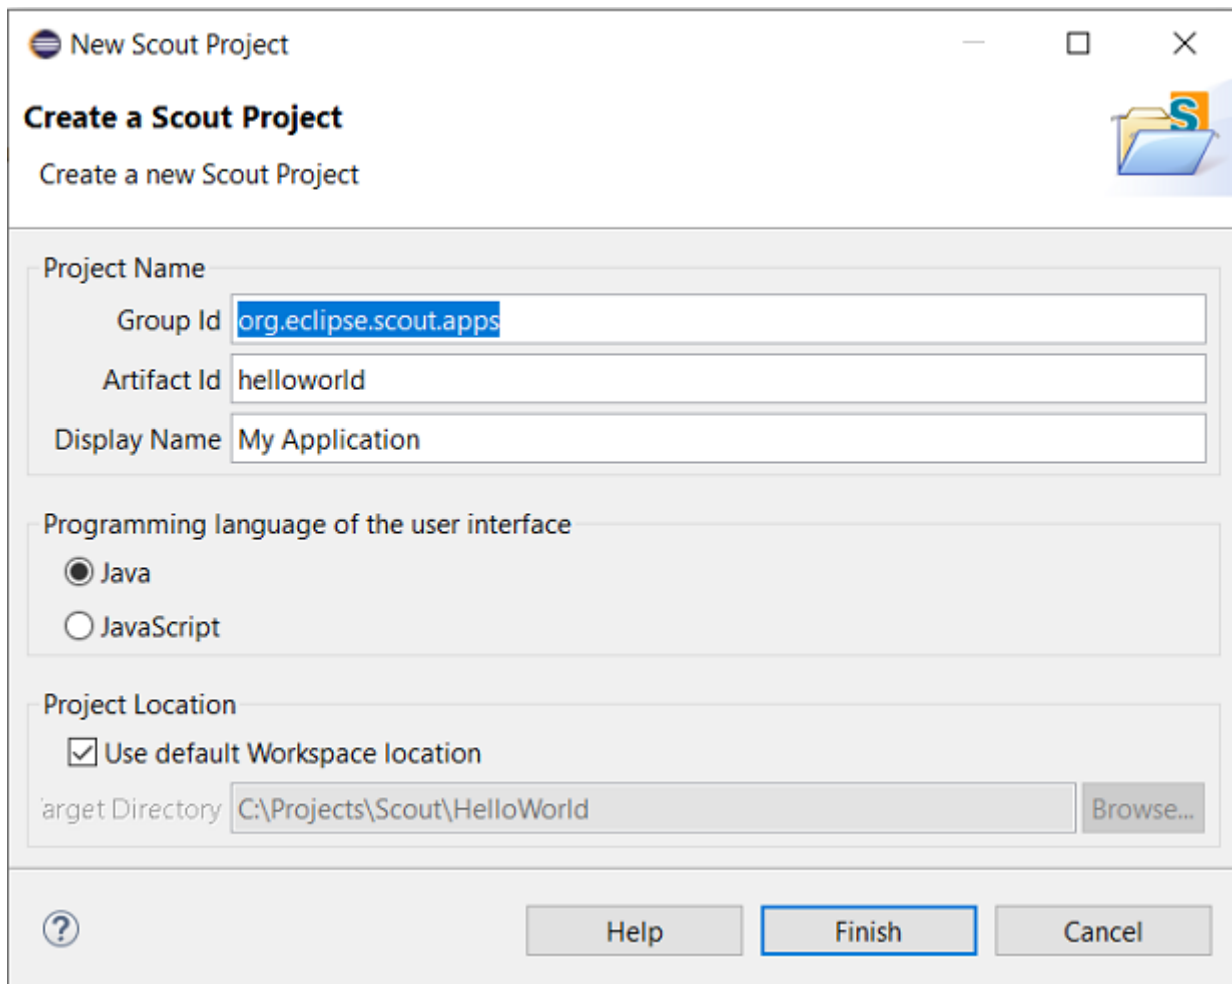 New Scout Project
Create a Scout Project
S
Create a new Scout Project
Project Name
Group Id org.eclipse.scout.apps
Artifact Id helloworld
Display Name My Application
Programming language of the user interface
Java
JavaScript
Project Location
Use default Workspace location
arget Directory C:\Projects\Scout\HelloWorld Browse...
? Help Finish Cancel